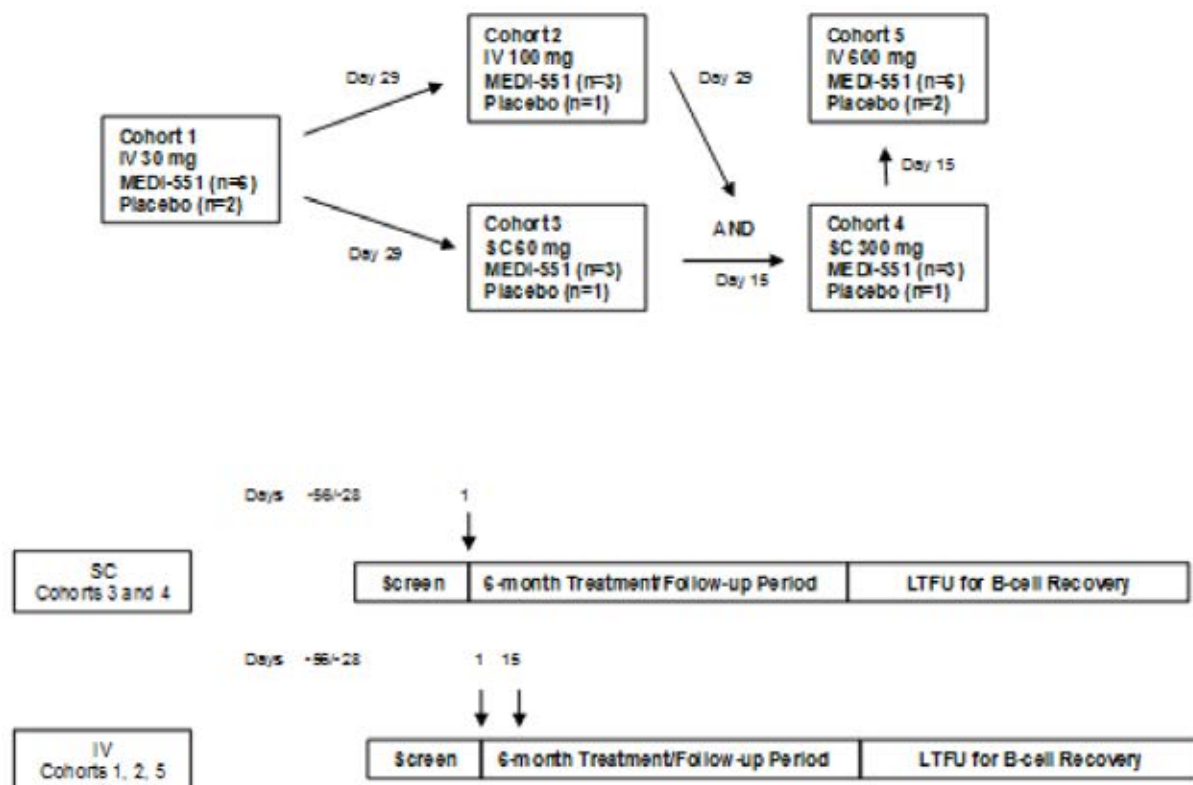 Cohort 1
IV 30 mg
MEDI-551 (n=6)
Placebo (n=2)
Day 29
Day 29
Cohort 2
IV 100 mg
MEDI-551 (n=3)
Placebo (n=1)
Cohort 3
SC 60 mg
MEDI-551 (n=3)
Placebo (n=1)
Day 29
AND
Day 15
Cohort 5
IV 600 mg
MEDI-551 (n=6)
Placebo (n=2)
Day 15
Cohort 4
SC 300 mg
MEDI-551 (n=3)
Placebo (n=1)
Days -56/-28 1
SC
Cohorts 3 and 4
Screen 6-month Treatment/Follow-up Period LTFU for B-cell Recovery
Days -56/-28 1 15
IV
Cohorts 1, 2, 5
Screen 6-month Treatment/Follow-up Period LTFU for B-cell Recovery